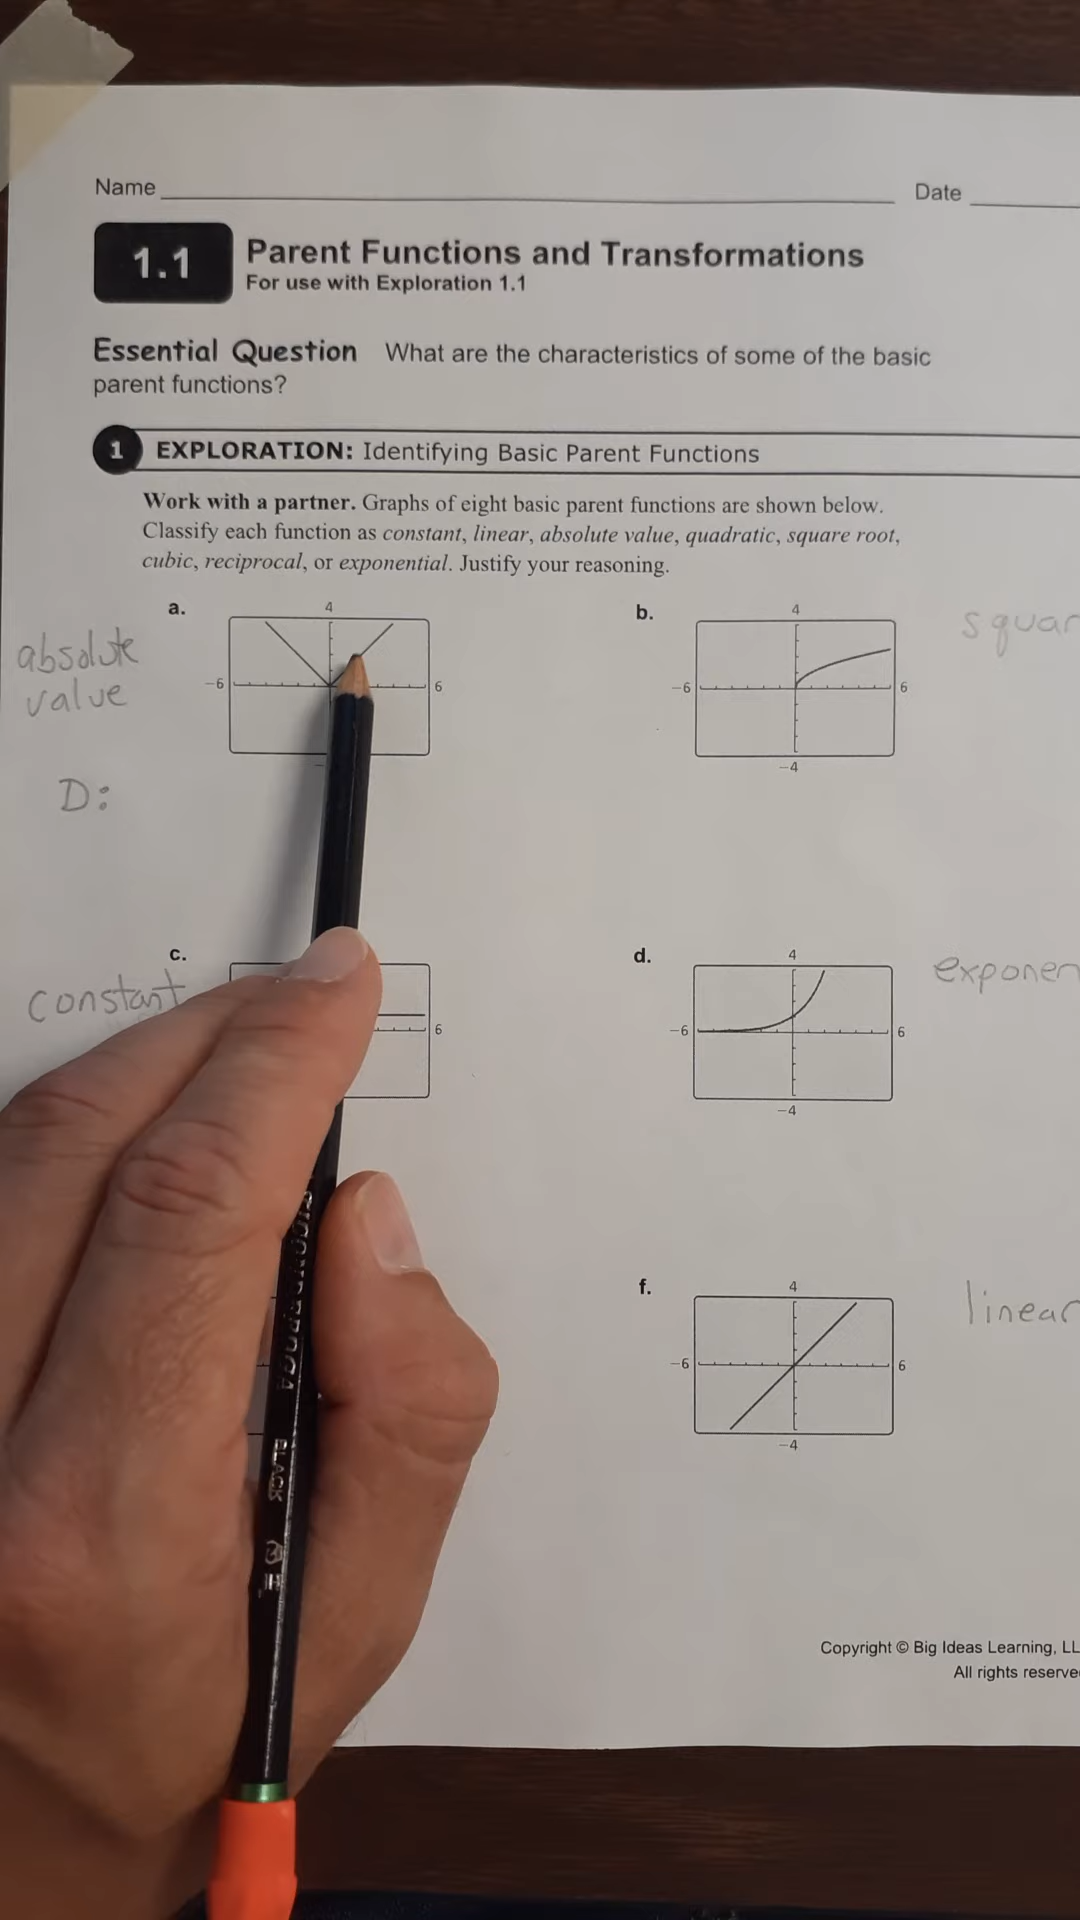 Name
Date
1.1
Parent Functions and Transformations
For use with Exploration 1.1
Essential Question What are the characteristics of some of the basic
parent functions?
1 EXPLORATION: Identifying Basic Parent Functions
Work with a partner. Graphs of eight basic parent functions are shown below.
Classify each function as constant, linear, absolute value, quadratic, square root,
cubic, reciprocal, or exponential. Justify your reasoning.
a.
absolute
value
4
-6
6
D:
b.
4
-6
6
-4
squar
c.
constant
6
d.
4
-6
6
-4
exponen
f.
4
-6
6
-4
linear
TICONDEROGA BLACK
Copyright © Big Ideas Learning, LL
All rights reserve